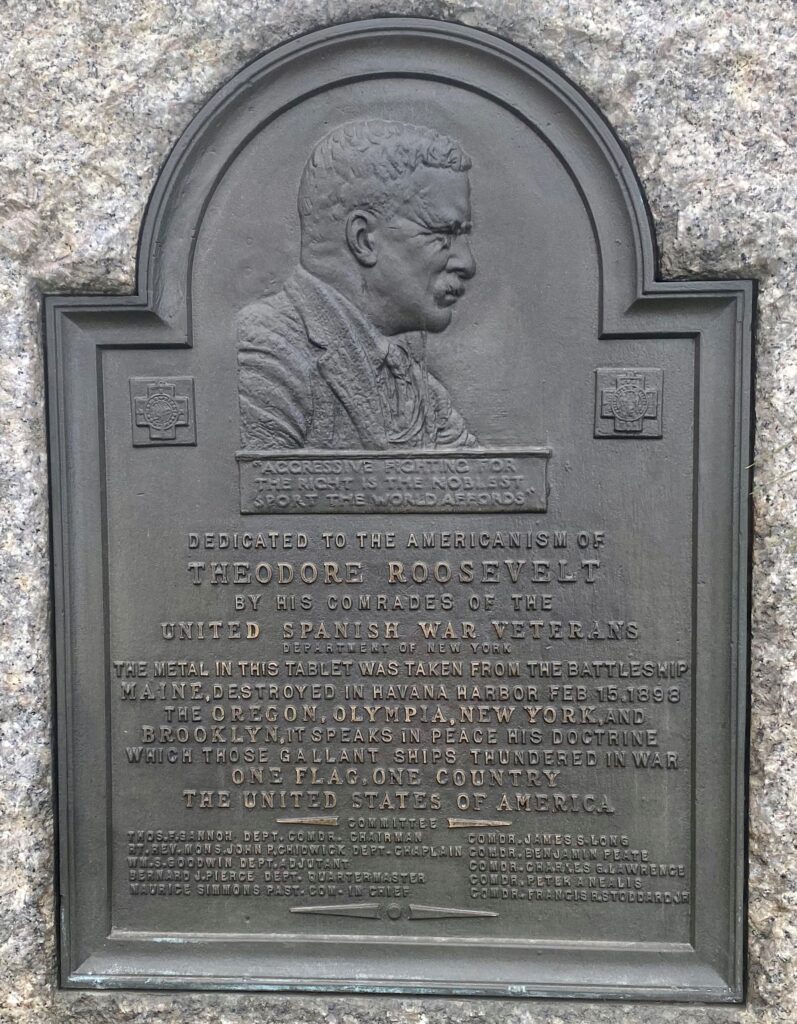 "AGGRESSIVE FIGHTING FOR
THE RIGHT IS THE NOBLEST
SPORT THE WORLD AFFORDS"
DEDICATED TO THE AMERICANISM OF
THEODORE ROOSEVELT
BY HIS COMRADES OF THE
UNITED SPANISH WAR VETERANS
DEPARTMENT OF NEW YORK
THE METAL IN THIS TABLET WAS TAKEN FROM THE BATTLESHIP
MAINE, DESTROYED IN HAVANA HARBOR FEB 15.1898
THE OREGON, OLYMPIA, NEW YORK, AND
BROOKLYN, IT SPEAKS IN PEACE HIS DOCTRINE
WHICH THOSE GALLANT SHIPS THUNDERED IN WAR
ONE FLAG, ONE COUNTRY
THE UNITED STATES OF AMERICA
COMMITTEE
THOS. F. GANNON. DEPT. COMDR. CHAIRMAN
RT. REV. MONS. JOHN P. CHIDWICK DEPT. CHAPLAIN
WM. S. GOODWIN DEPT. ADJUTANT
BERNARD J. PIERCE DEPT. QUARTERMASTER
MAURICE SIMMONS PAST. COM-IN CHIEF
COMDR. JAMES S. LONG
COMDR. BENJAMIN PEATE
COMDR. CHARKES G. LAWRENCE
COMDR. PETER A NEALIS
COMDR. FRANCIS R. STODDARD JR